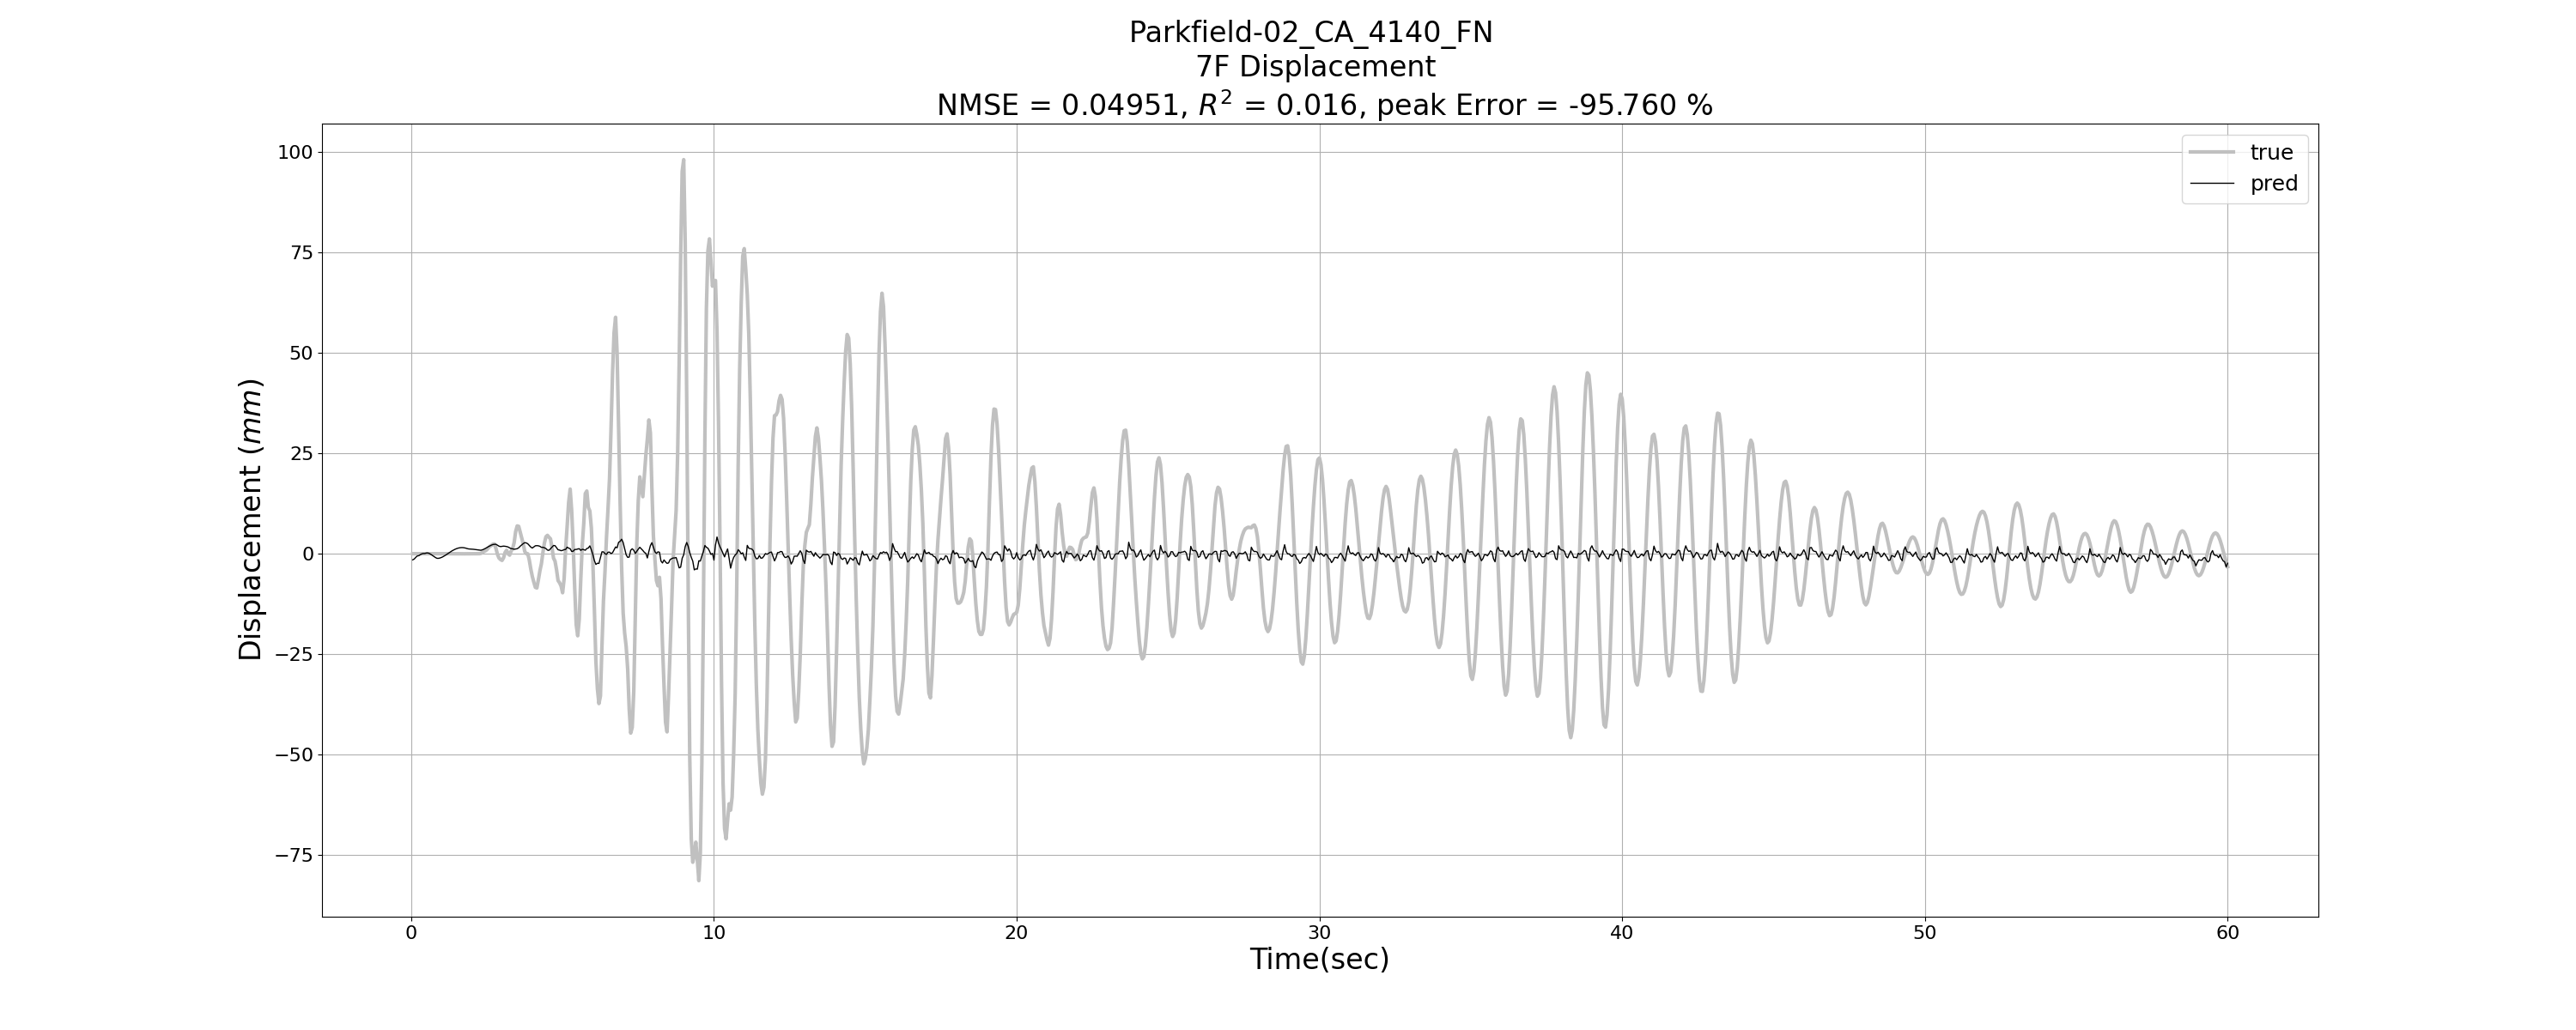 Parkfield-02_CA_4140_FN
7F Displacement
NMSE = 0.04951, R² = 0.016, peak Error = -95.760 %
true
pred
100
75
50
25
0
−25
−50
−75
Displacement (mm)
0 10 20 30 40 50 60
Time(sec)